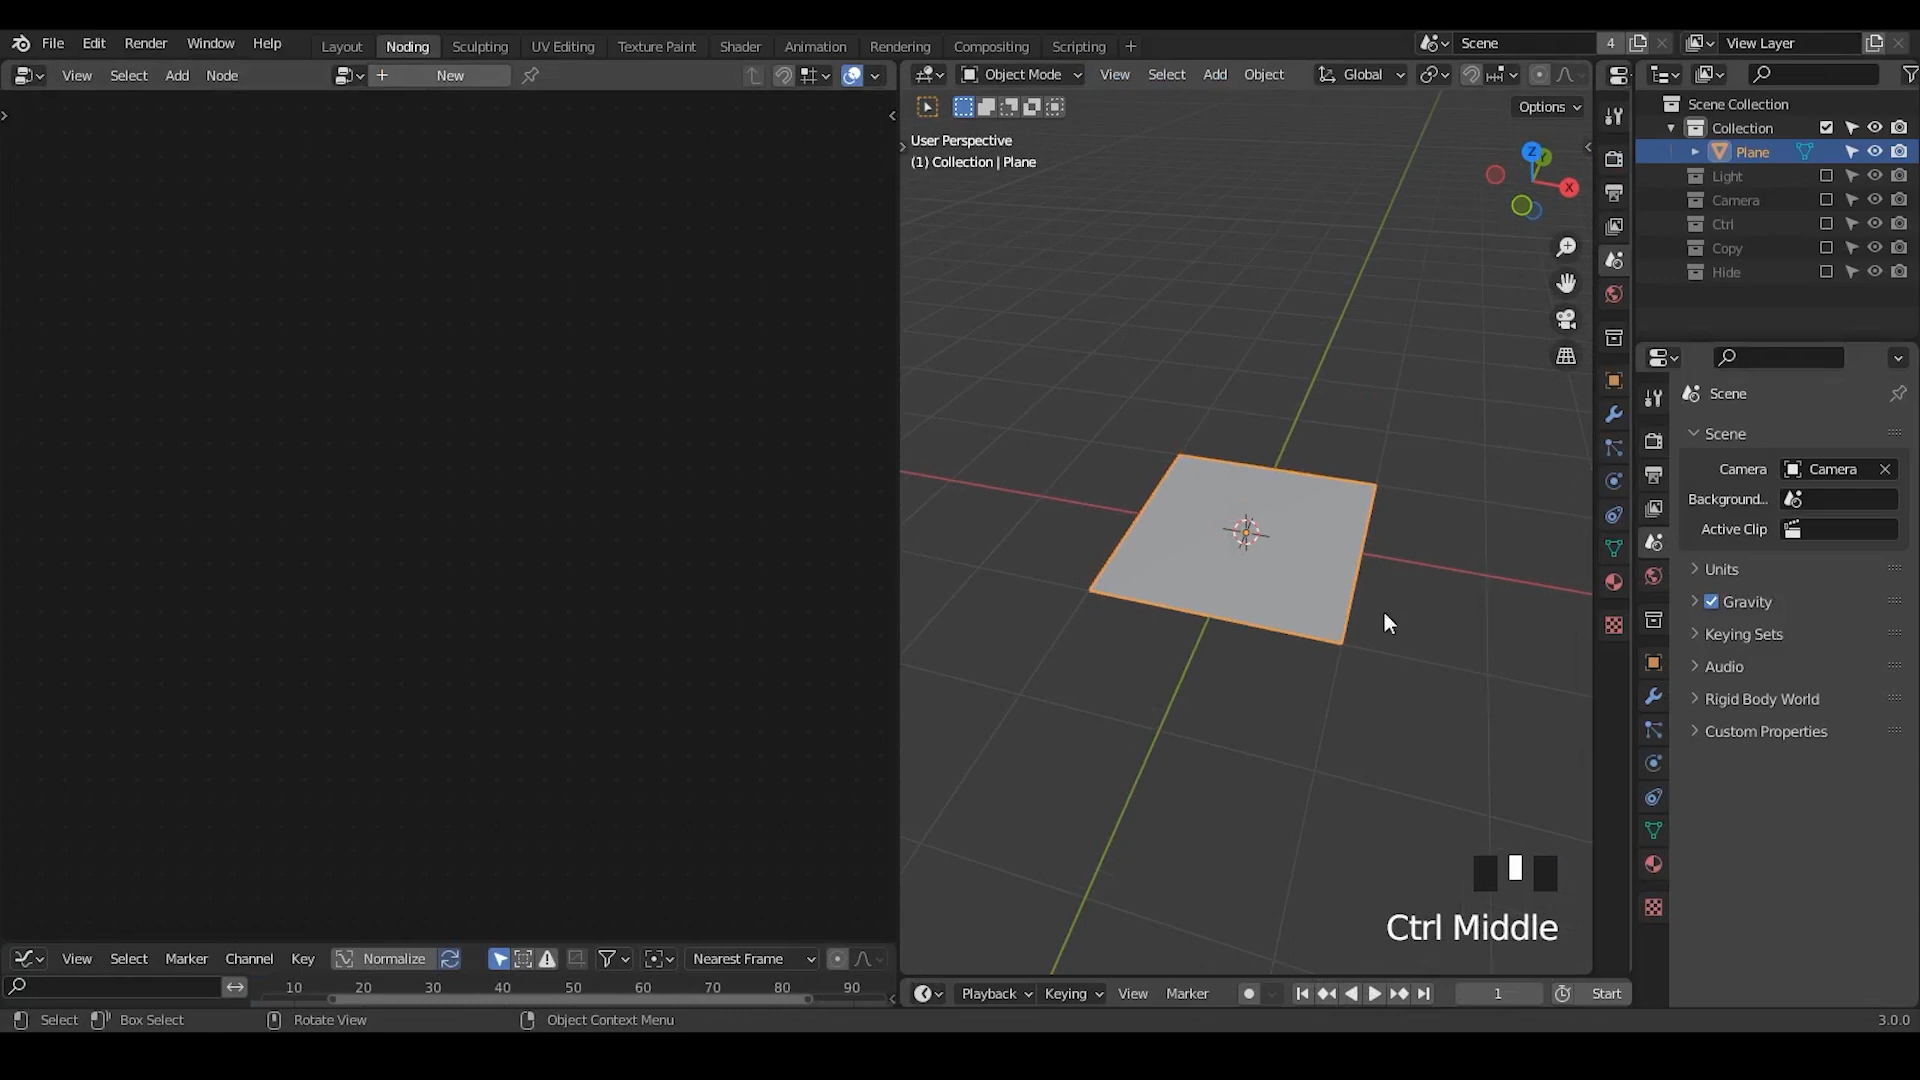 File Edit Render Window Help Layout Noding Sculpting UV Editing Texture Paint Shader Animation Rendering Compositing Scripting + Scene 4 View Layer
View Select Add Node + New Object Mode View Select Add Object Global
Options
User Perspective
(1) Collection | Plane
Z
Y
X
Scene Collection
Collection
Plane
Light
Camera
Ctrl
Copy
Hide
Scene
Scene
Camera Camera
Background...
Active Clip
Units
Gravity
Keying Sets
Audio
Rigid Body World
Custom Properties
Ctrl Middle
View Select Marker Channel Key Normalize Nearest Frame
10 20 30 40 50 60 70 80 90
Playback Keying View Marker 1 Start
Select Box Select Rotate View Object Context Menu 3.0.0